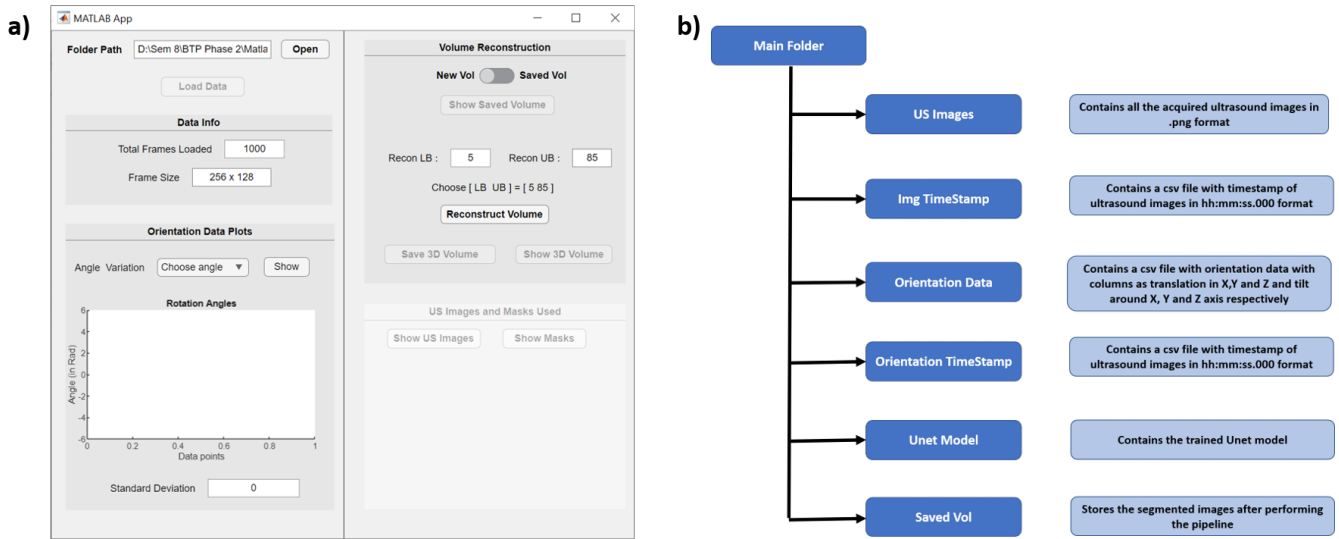 a)
MATLAB App
Folder Path D:\Sem 8\BTP Phase 2\Matla Open
Load Data
Data Info
Total Frames Loaded 1000
Frame Size 256 x 128
Orientation Data Plots
Angle Variation Choose angle Show
Rotation Angles
6
4
2
0
-2
-4
-6
Angle (in Rad)
0 0.2 0.4 0.6 0.8 1
Data points
Standard Deviation 0
Volume Reconstruction
New Vol Saved Vol
Show Saved Volume
Recon LB : 5 Recon UB : 85
Choose [ LB UB ] = [ 5 85 ]
Reconstruct Volume
Save 3D Volume Show 3D Volume
US Images and Masks Used
Show US Images Show Masks
b)
Main Folder
US Images
Contains all the acquired ultrasound images in
.png format
Img TimeStamp
Contains a csv file with timestamp of
ultrasound images in hh:mm:ss.000 format
Orientation Data
Contains a csv file with orientation data with
columns as translation in X,Y and Z and tilt
around X, Y and Z axis respectively
Orientation TimeStamp
Contains a csv file with timestamp of
ultrasound images in hh:mm:ss.000 format
Unet Model
Contains the trained Unet model
Saved Vol
Stores the segmented images after performing
the pipeline